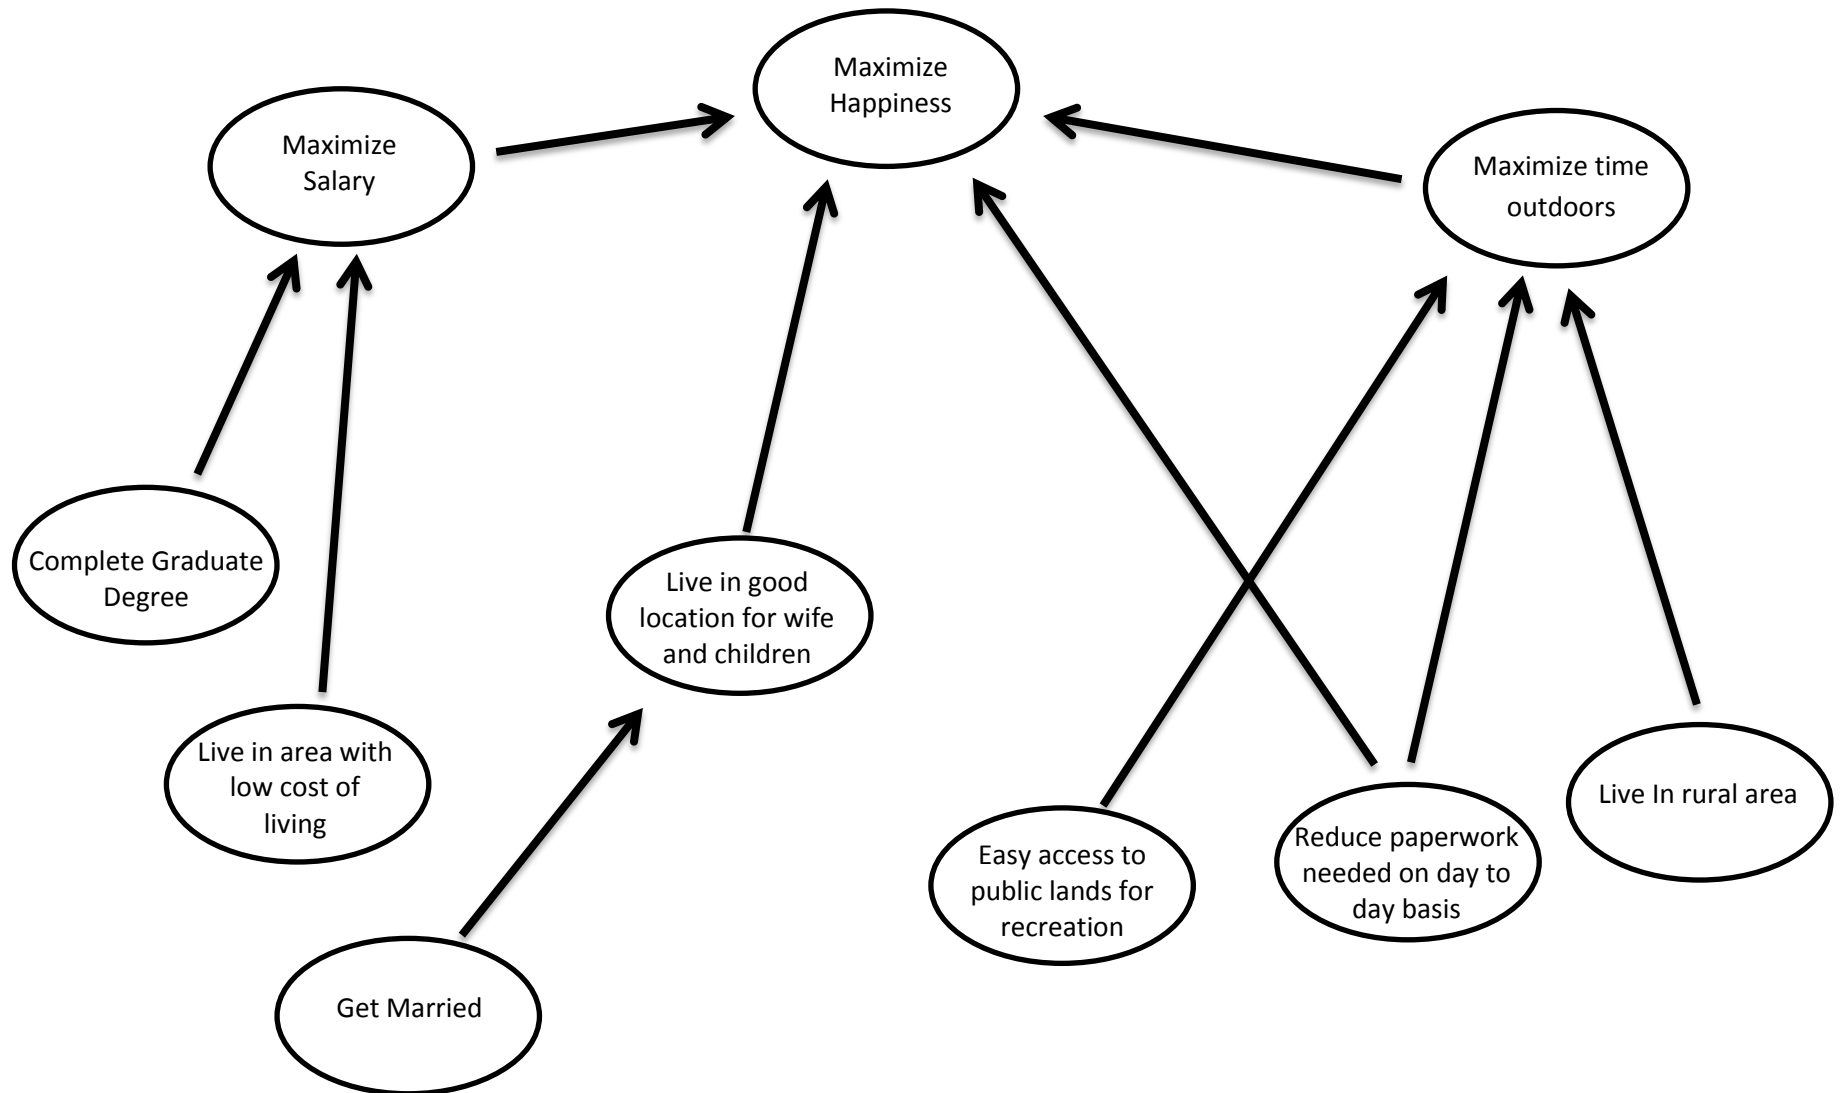 Maximize
Happiness
Maximize
Salary
Maximize time
outdoors
Complete Graduate
Degree
Live in good
location for wife
and children
Live in area with
low cost of
living
Easy access to
public lands for
recreation
Reduce paperwork
needed on day to
day basis
Live In rural area
Get Married